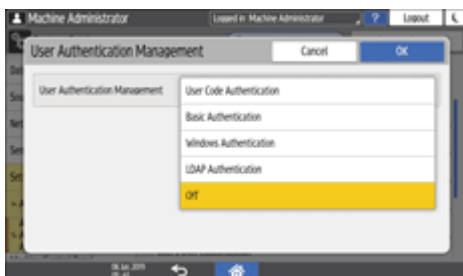 Machine Administrator
Logged in: Machine Administrator
?
Logout
User Authentication Management
Cancel
OK
User Authentication Management
User Code Authentication
Basic Authentication
Windows Authentication
LDAP Authentication
Off